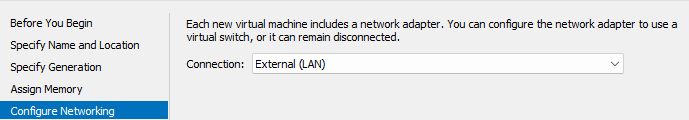 Before You Begin
Specify Name and Location
Specify Generation
Assign Memory
Configure Networking
Each new virtual machine includes a network adapter. You can configure the network adapter to use a
virtual switch, or it can remain disconnected.
Connection: External (LAN)